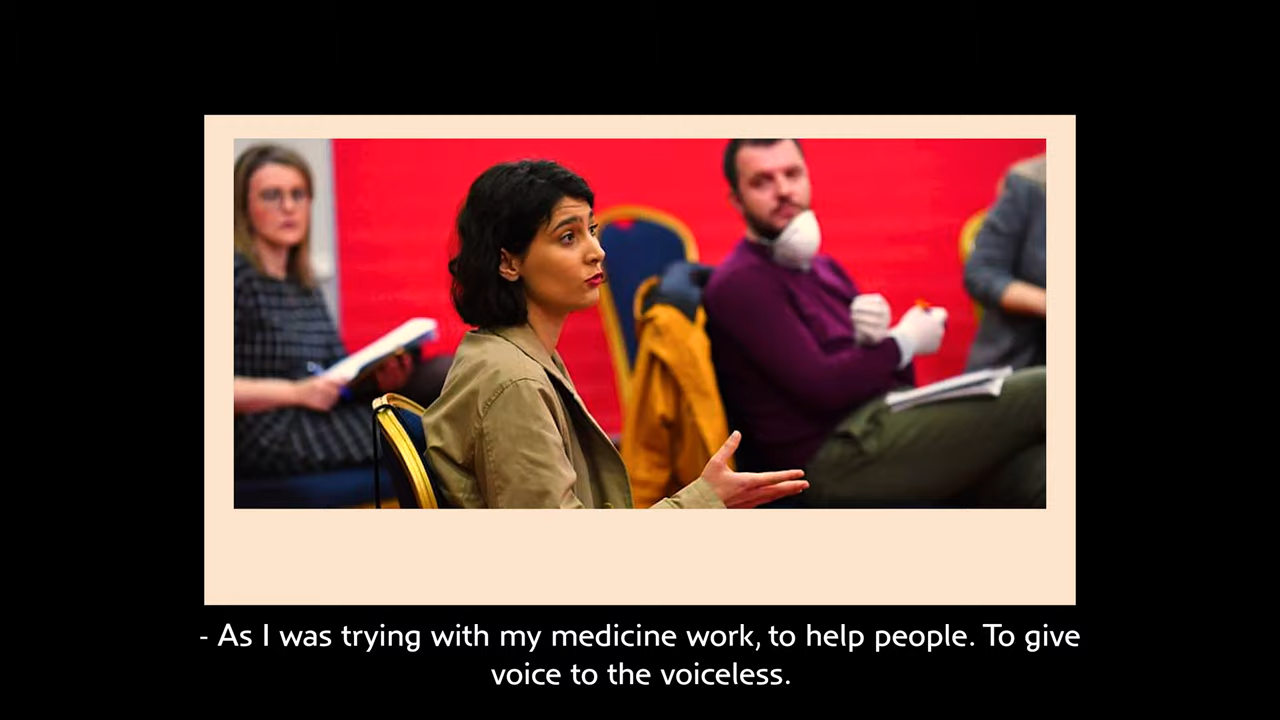 - As I was trying with my medicine work, to help people. To give
voice to the voiceless.